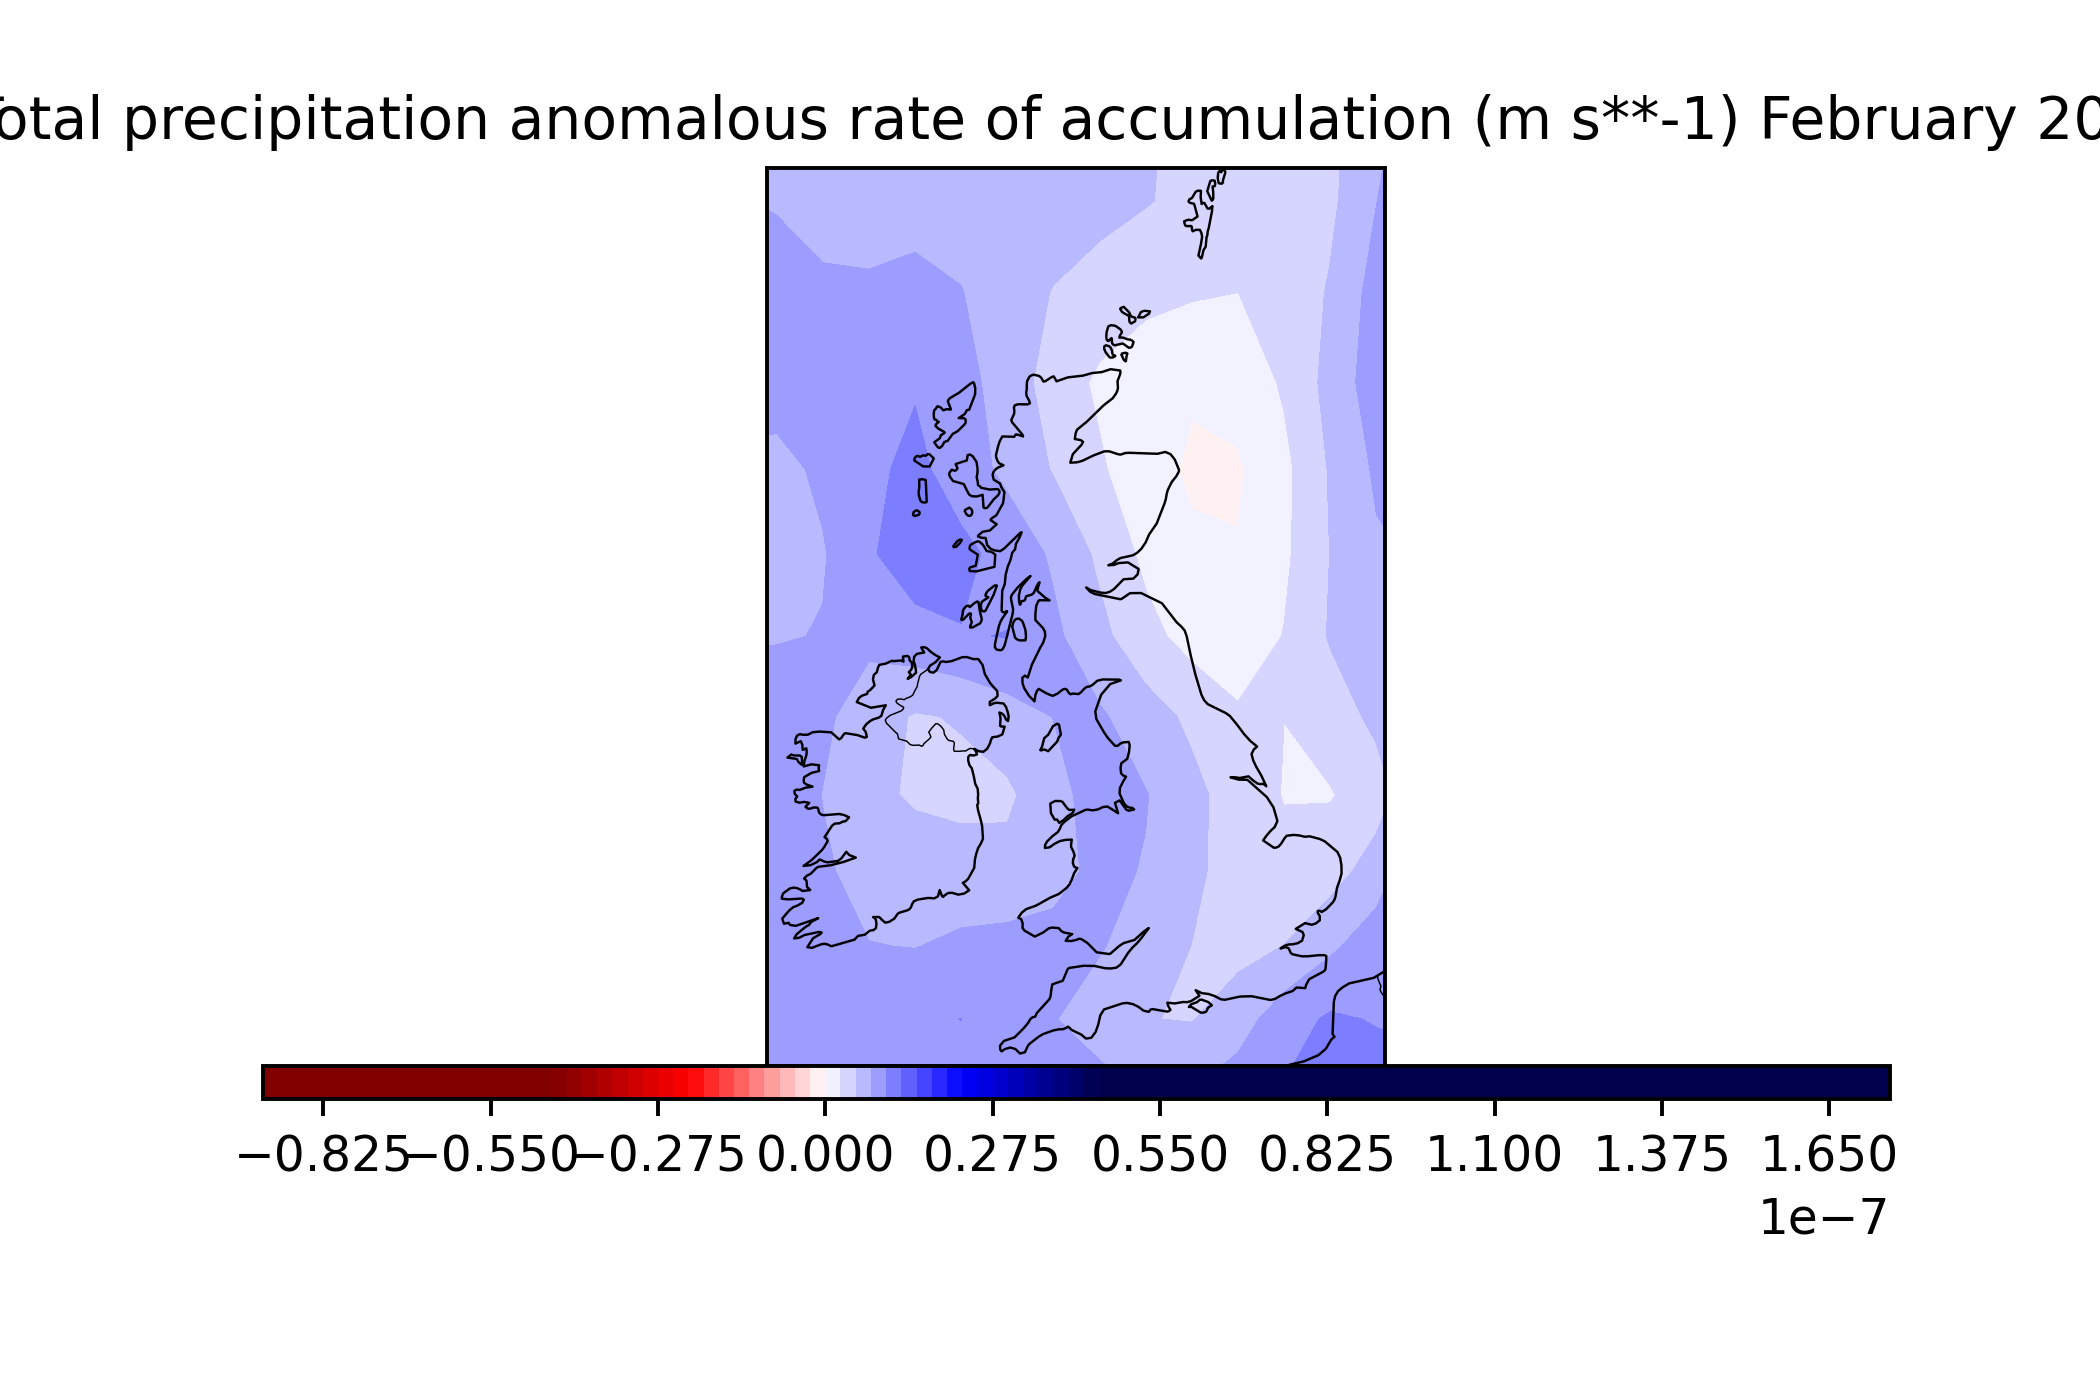 otal precipitation anomalous rate of accumulation (m s**-1) February 20
−0.825 −0.550 −0.275 0.000 0.275 0.550 0.825 1.100 1.375 1.650
1e−7